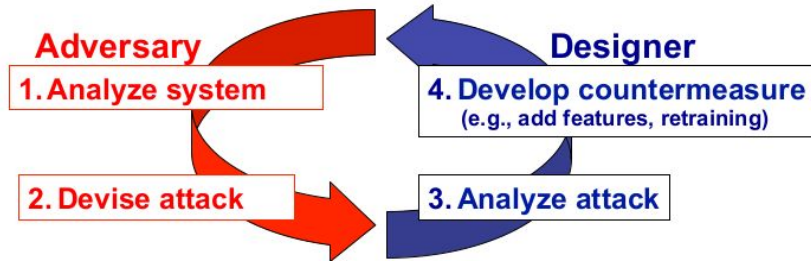 Adversary
1. Analyze system
2. Devise attack
Designer
4. Develop countermeasure
(e.g., add features, retraining)
3. Analyze attack